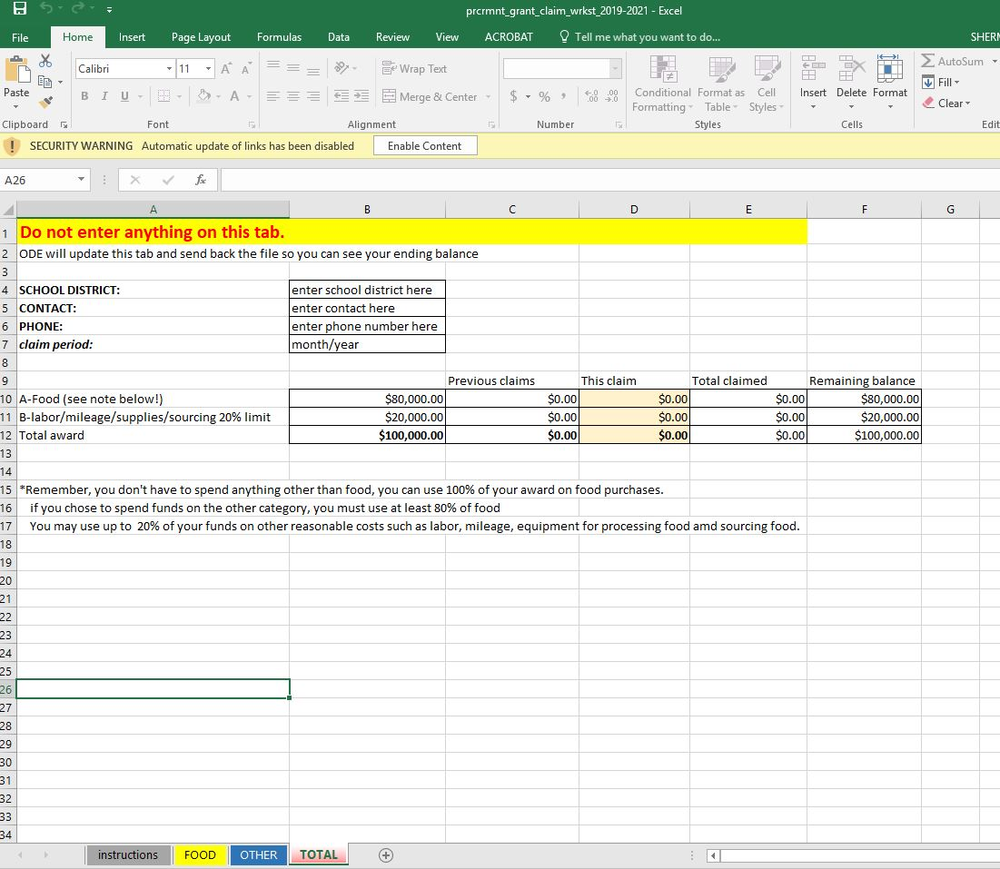 prcrmnt_grant_claim_wrkst_2019-2021 - Excel
File Home Insert Page Layout Formulas Data Review View ACROBAT Tell me what you want to do...
Calibri 11 Wrap Text AutoSum
Paste Fill
B I U Merge & Center $ % Conditional Formatting Format as Table Cell Styles Insert Delete Format Clear
Clipboard Font Alignment Number Styles Cells
SECURITY WARNING Automatic update of links has been disabled Enable Content
A26 fx
A B C D E F G
1 Do not enter anything on this tab.
2 ODE will update this tab and send back the file so you can see your ending balance
3
4 SCHOOL DISTRICT: enter school district here
5 CONTACT: enter contact here
6 PHONE: enter phone number here
7 claim period: month/year
8
9 Previous claims This claim Total claimed Remaining balance
10 A-Food (see note below!) $80,000.00 $0.00 $0.00 $0.00 $80,000.00
11 B-labor/mileage/supplies/sourcing 20% limit $20,000.00 $0.00 $0.00 $0.00 $20,000.00
12 Total award $100,000.00 $0.00 $0.00 $0.00 $100,000.00
13
14
15 *Remember, you don't have to spend anything other than food, you can use 100% of your award on food purchases.
16 if you chose to spend funds on the other category, you must use at least 80% of food
17 You may use up to 20% of your funds on other reasonable costs such as labor, mileage, equipment for processing food amd sourcing food.
18
19
20
21
22
23
24
25
26
27
28
29
30
31
32
33
34
instructions FOOD OTHER TOTAL